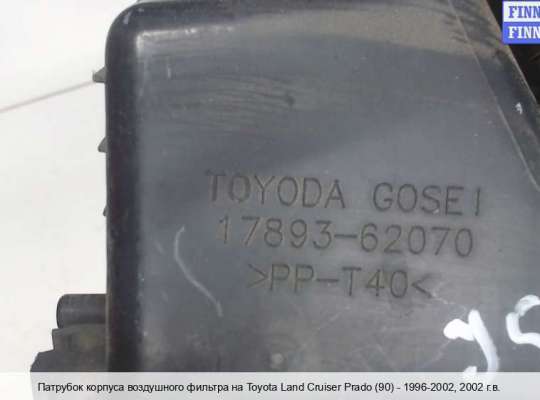 FINN
FINN
TOYODA GOSEI
17893-62070
>PP-T40<
Патрубок корпуса воздушного фильтра на Toyota Land Cruiser Prado (90) - 1996-2002, 2002 г.в.